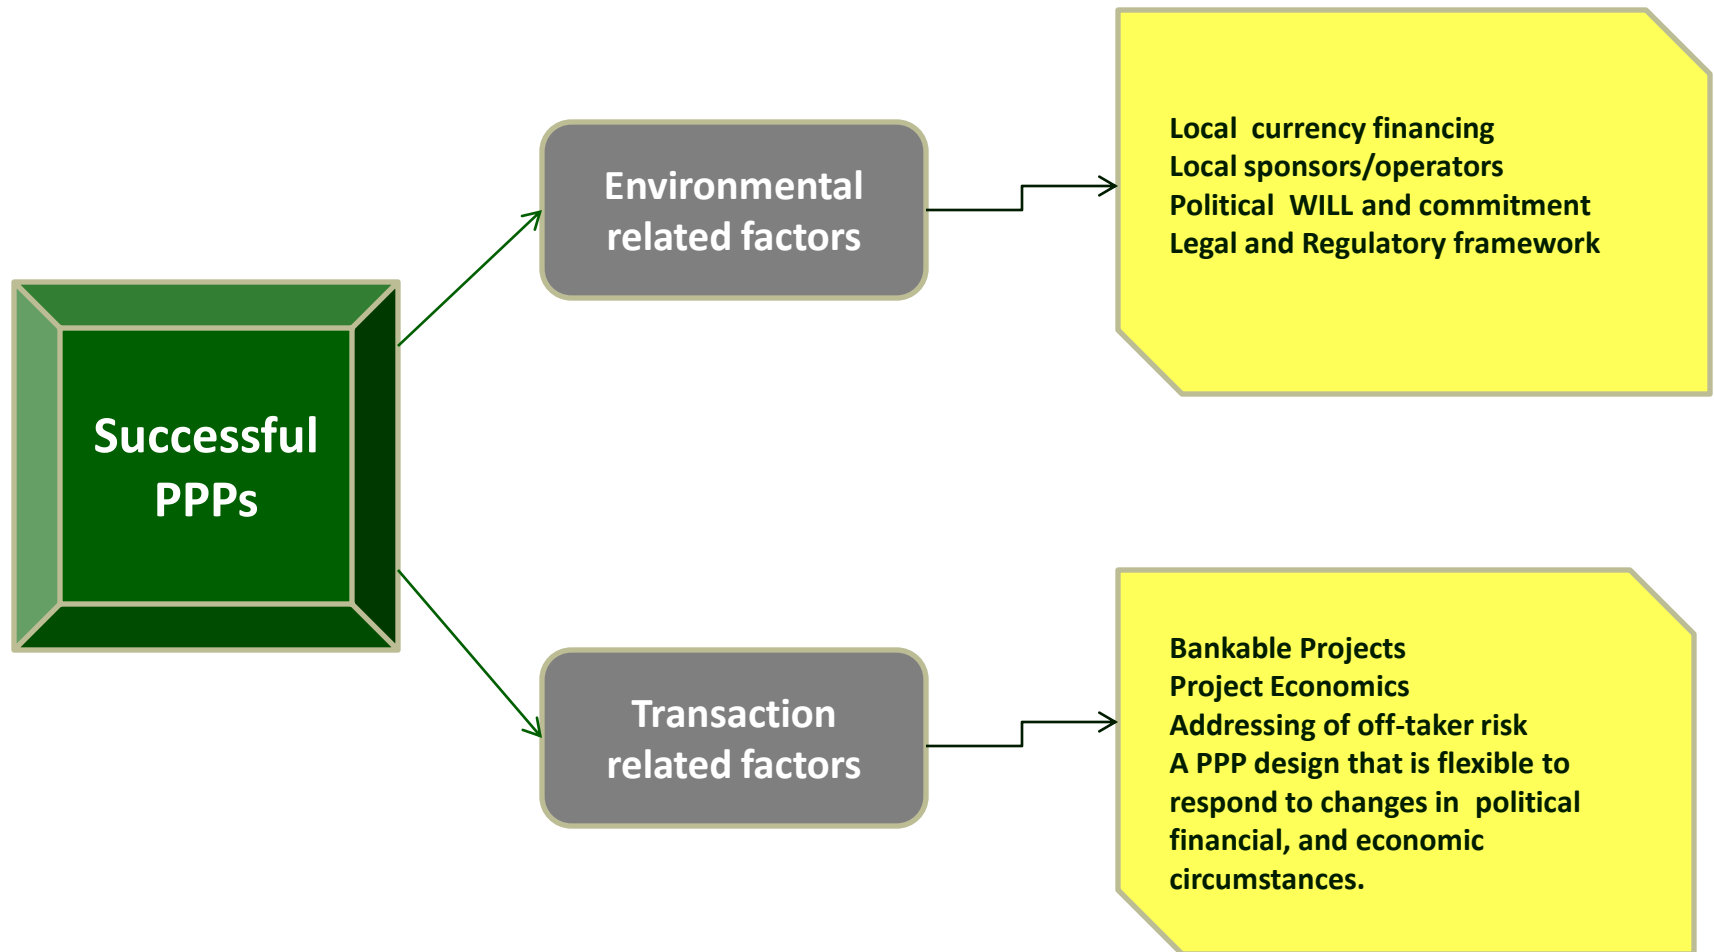 Successful
PPPs
Environmental
related factors
Local  currency financing
Local sponsors/operators
Political  WILL and commitment
Legal and Regulatory framework
Transaction
related factors
Bankable Projects
Project Economics
Addressing of off-taker risk
A PPP design that is flexible to
respond to changes in  political
financial, and economic
circumstances.